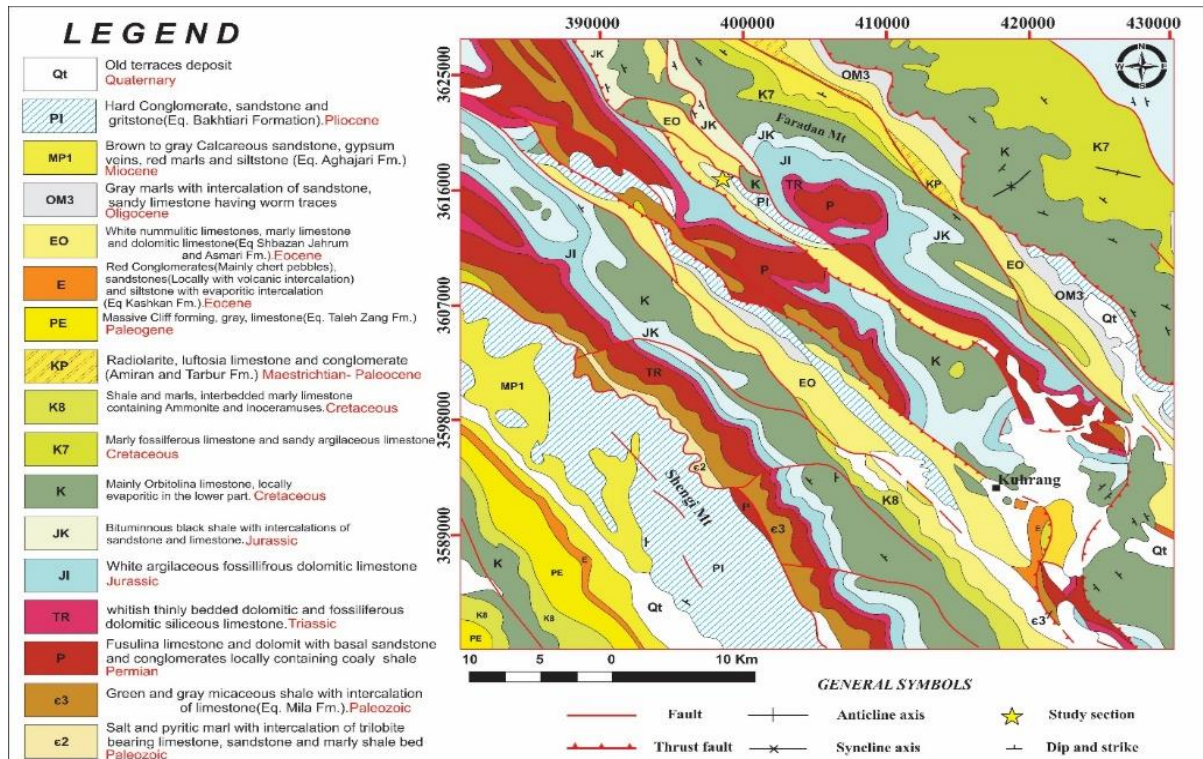 LEGEND
Qt
Old terraces deposit
Quaternary
Pl
Hard Conglomerate, sandstone and
gritstone(Eq. Bakhtiari Formation).Pliocene
MP1
Brown to gray Calcareous sandstone, gypsum
veins, red marls and siltstone (Eq. Aghajari Fm.)
Miocene
OM3
Gray marls with intercalation of sandstone,
sandy limestone having worm traces
Oligocene
EO
White nummulitic limestones, marly limestone
and dolomitic limestone(Eq Shbazan Jahrum
and Asmari Fm.).Eocene
E
Red Conglomerates(Mainly chert pebbles),
sandstones(Locally with volcanic intercalation)
and siltstone with evaporitic intercalation
(Eq Kashkan Fm.).Eocene
PE
Massive Cliff forming, gray, limestone(Eq. Taleh Zang Fm.)
Paleogene
KP
Radiolarite, luftosia limestone and conglomerate
(Amiran and Tarbur Fm.) Maestrichtian- Paleocene
K8
Shale and marls, interbedded marly limestone
containing Ammonite and inoceramuses.Cretaceous
K7
Marly fossilferous limestone and sandy argilaceous limestone
Cretaceous
K
Mainly Orbitolina limestone, locally
evaporitic in the lower part. Cretaceous
JK
Bituminnous black shale with intercalations of
sandstone and limestone.Jurassic
Jl
White argilaceous fossillifrous dolomitic limestone
Jurassic
TR
whitish thinly bedded dolomitic and fossiliferous
dolomitic siliceous limestone.Triassic
P
Fusulina limestone and dolomit with basal sandstone
and conglomerates locally containing coaly shale
Permian
є3
Green and gray micaceous shale with intercalation
of limestone(Eq. Mila Fm.).Paleozoic
є2
Salt and pyritic marl with intercalation of trilobite
bearing limestone, sandstone and marly shale bed
Paleozoic
390000 400000 410000 420000 430000
3625000
3616000
3607000
3598000
3589000
N
E
S
W
JK
OM3
K7
EO
JK
Faradan Mt
JK
Jl
K
K7
TR
K
KP
Pl
P
JK
Jl
EO
P
OM3
K
Qt
JK
K
MP1
TR
EO
є2
Shengi Mt
K8
Kuhrang
P
є3
E
E
Pl
Qt
K
PE
Qt
K8
K8
PE
є3
10 5 0 10 Km
GENERAL SYMBOLS
Fault
Anticline axis
Study section
Thrust fault
Syneline axis
Dip and strike